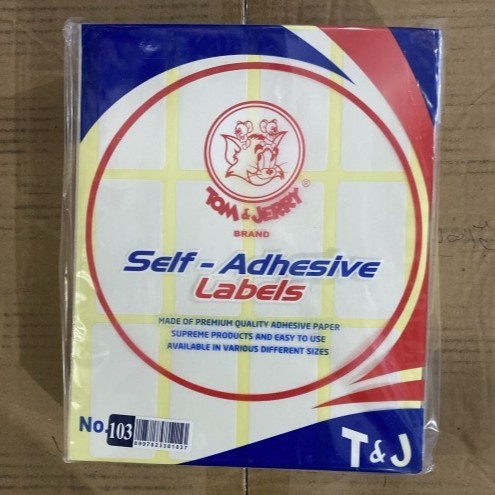 TOM & JERRY ®
BRAND
Self - Adhesive
Labels
MADE OF PREMIUM QUALITY ADHESIVE PAPER
SUPREME PRODUCTS AND EASY TO USE
AVAILABLE IN VARIOUS DIFFERENT SIZES
No. 103
T & J